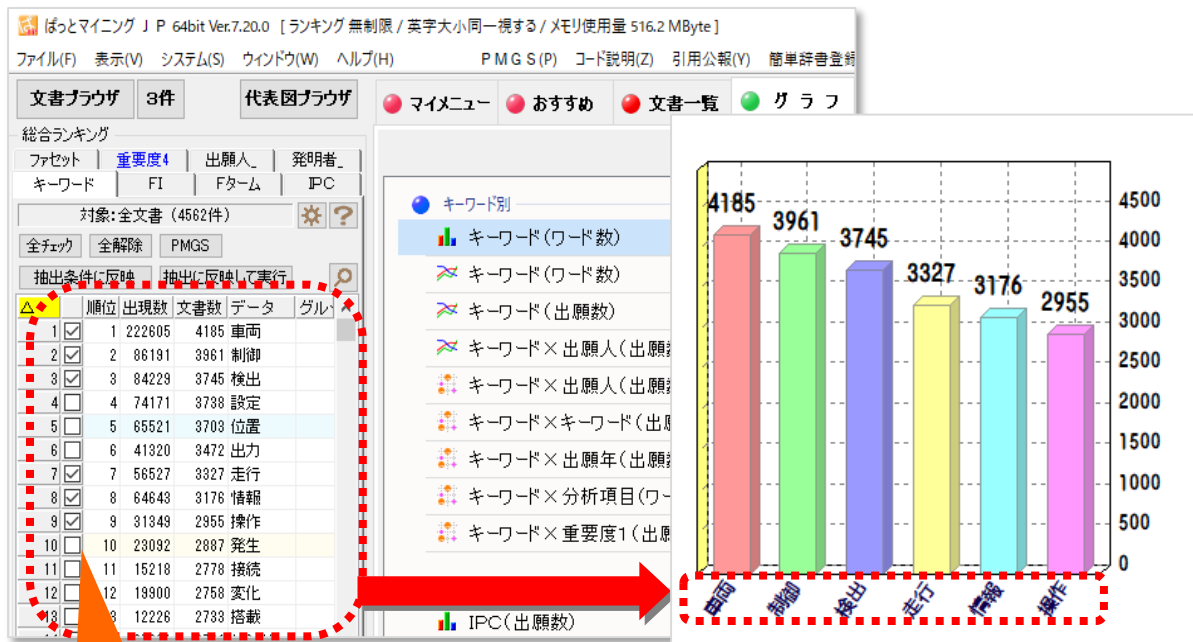 ぱっとマイニングＪＰ 64bit Ver.7.20.0 [ ランキング 無制限 / 英字大小同一視する / メモリ使用量 516.2 MByte ]
ファイル(F) 表示(V) システム(S) ウィンドウ(W) ヘルプ(H) ＰＭＧＳ(P) コード説明(Z) 引用公報(Y) 簡単辞書登録
文書ブラウザ 3件 代表図ブラウザ
マイメニュー おすすめ 文書一覧 グラフ
総合ランキング
ファセット 重要度4 出願人_ 発明者_
キーワード FI Fターム IPC
対象:全文書 (4562件) ?
全チェック 全解除 PMGS
抽出条件に反映 抽出に反映して実行
△ 順位 出現数 文書数 データ グルー
1 1 222605 4185 車両
2 2 86191 3961 制御
3 3 84229 3745 検出
4 4 74171 3738 設定
5 5 65521 3703 位置
6 6 41320 3472 出力
7 7 56527 3327 走行
8 8 64643 3176 情報
9 9 31349 2955 操作
10 10 23092 2887 発生
11 11 15218 2778 接続
12 12 19900 2758 変化
13 12226 2733 搭載
キーワード別
キーワード(ワード数)
キーワード(ワード数)
キーワード(出願数)
キーワード×出願人(出願
キーワード×出願人(出願
キーワード×キーワード(出
キーワード×出願年(出願
キーワード×分析項目(ワー
キーワード×重要度1(出
IPC(出願数)
4185
3961
3745
3327
3176
2955
4500
4000
3500
3000
2500
2000
1500
1000
500
0
車両 制御 検出 走行 情報 操作